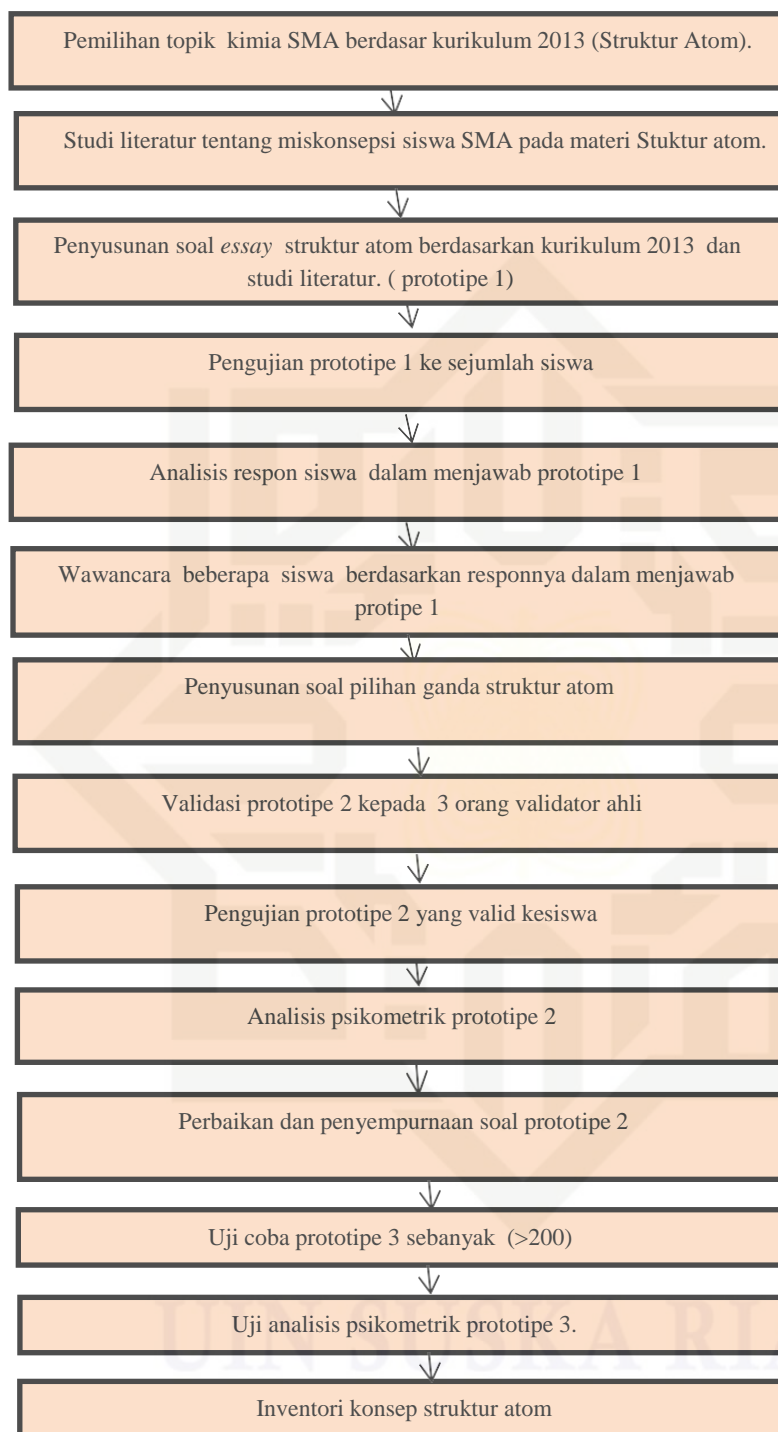 Pemilihan topik kimia SMA berdasar kurikulum 2013 (Struktur Atom).
Studi literatur tentang miskonsepsi siswa SMA pada materi Stuktur atom.
Penyusunan soal essay struktur atom berdasarkan kurikulum 2013 dan
studi literatur. ( prototipe 1)
Pengujian prototipe 1 ke sejumlah siswa
Analisis respon siswa dalam menjawab prototipe 1
Wawancara beberapa siswa berdasarkan responnya dalam menjawab
protipe 1
Penyusunan soal pilihan ganda struktur atom
Validasi prototipe 2 kepada 3 orang validator ahli
Pengujian prototipe 2 yang valid kesiswa
Analisis psikometrik prototipe 2
Perbaikan dan penyempurnaan soal prototipe 2
Uji coba prototipe 3 sebanyak (>200)
Uji analisis psikometrik prototipe 3.
UIN SUSKA RIA
Inventori konsep struktur atom